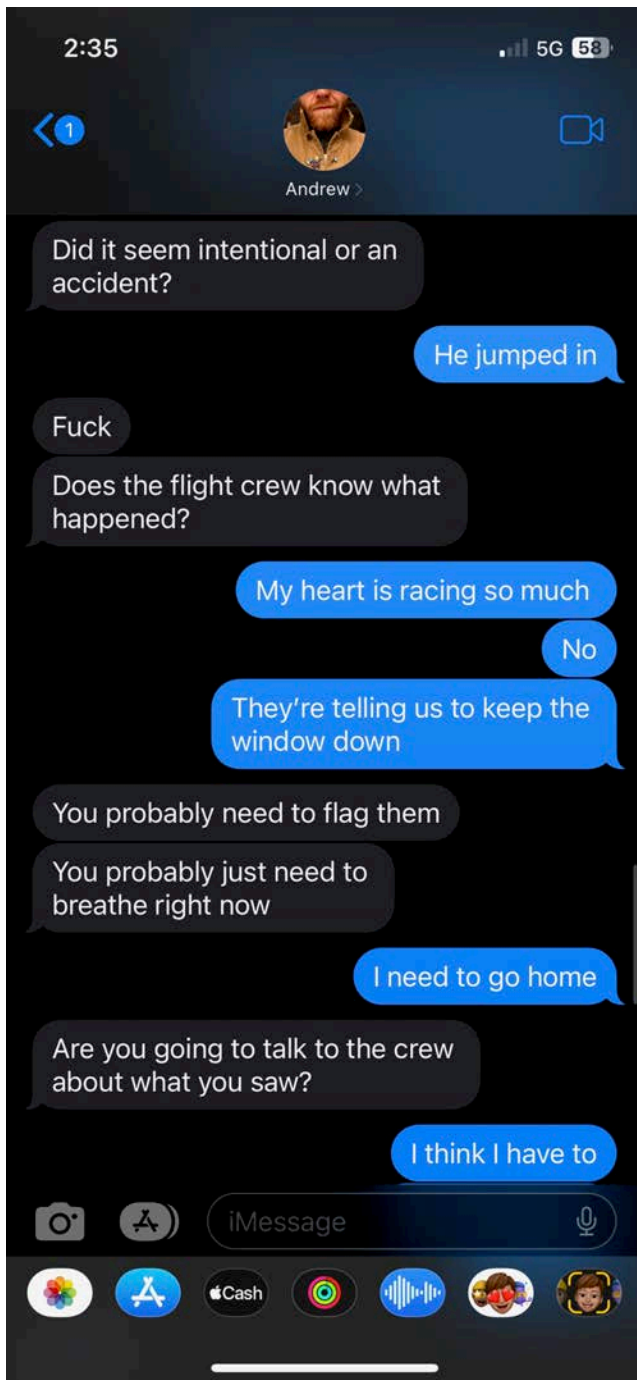 2:35
5G 58
1
Andrew
Did it seem intentional or an
accident?
He jumped in
Fuck
Does the flight crew know what
happened?
My heart is racing so much
No
They're telling us to keep the
window down
You probably need to flag them
You probably just need to
breathe right now
I need to go home
Are you going to talk to the crew
about what you saw?
I think I have to
iMessage
Cash